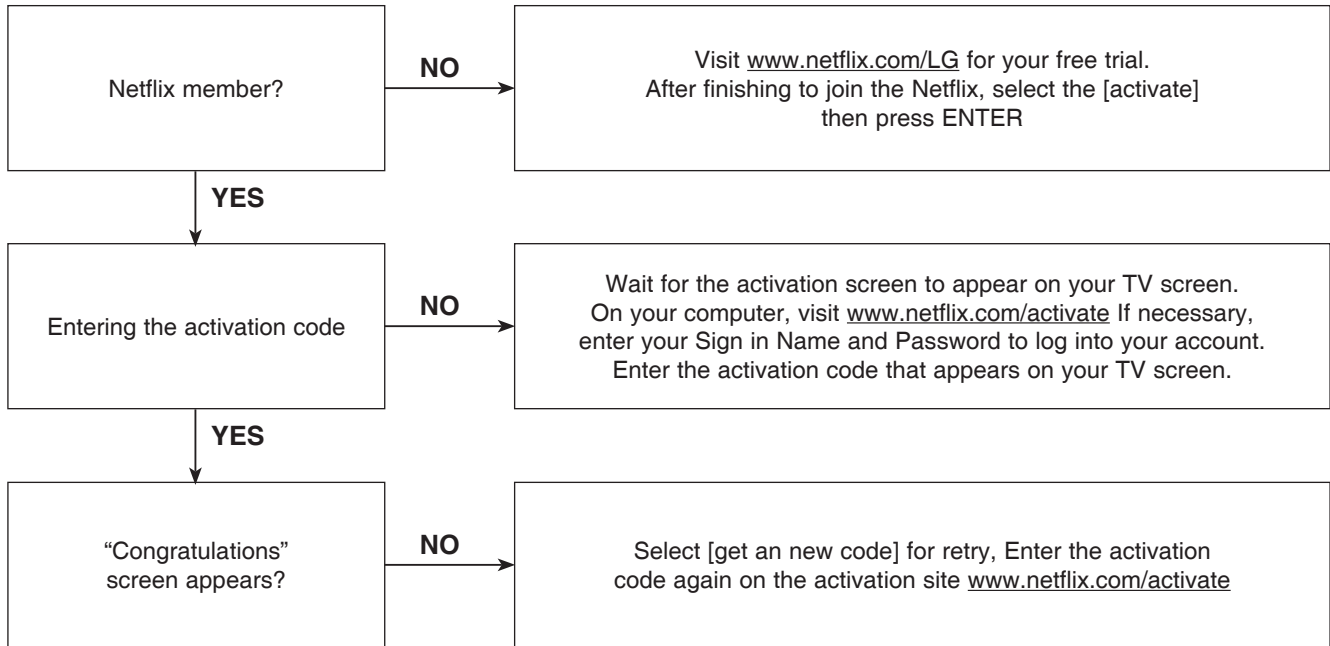 Netflix member?
NO
Visit www.netflix.com/LG for your free trial.
After finishing to join the Netflix, select the [activate]
then press ENTER
YES
Entering the activation code
NO
Wait for the activation screen to appear on your TV screen.
On your computer, visit www.netflix.com/activate If necessary,
enter your Sign in Name and Password to log into your account.
Enter the activation code that appears on your TV screen.
YES
“Congratulations”
screen appears?
NO
Select [get an new code] for retry, Enter the activation
code again on the activation site www.netflix.com/activate